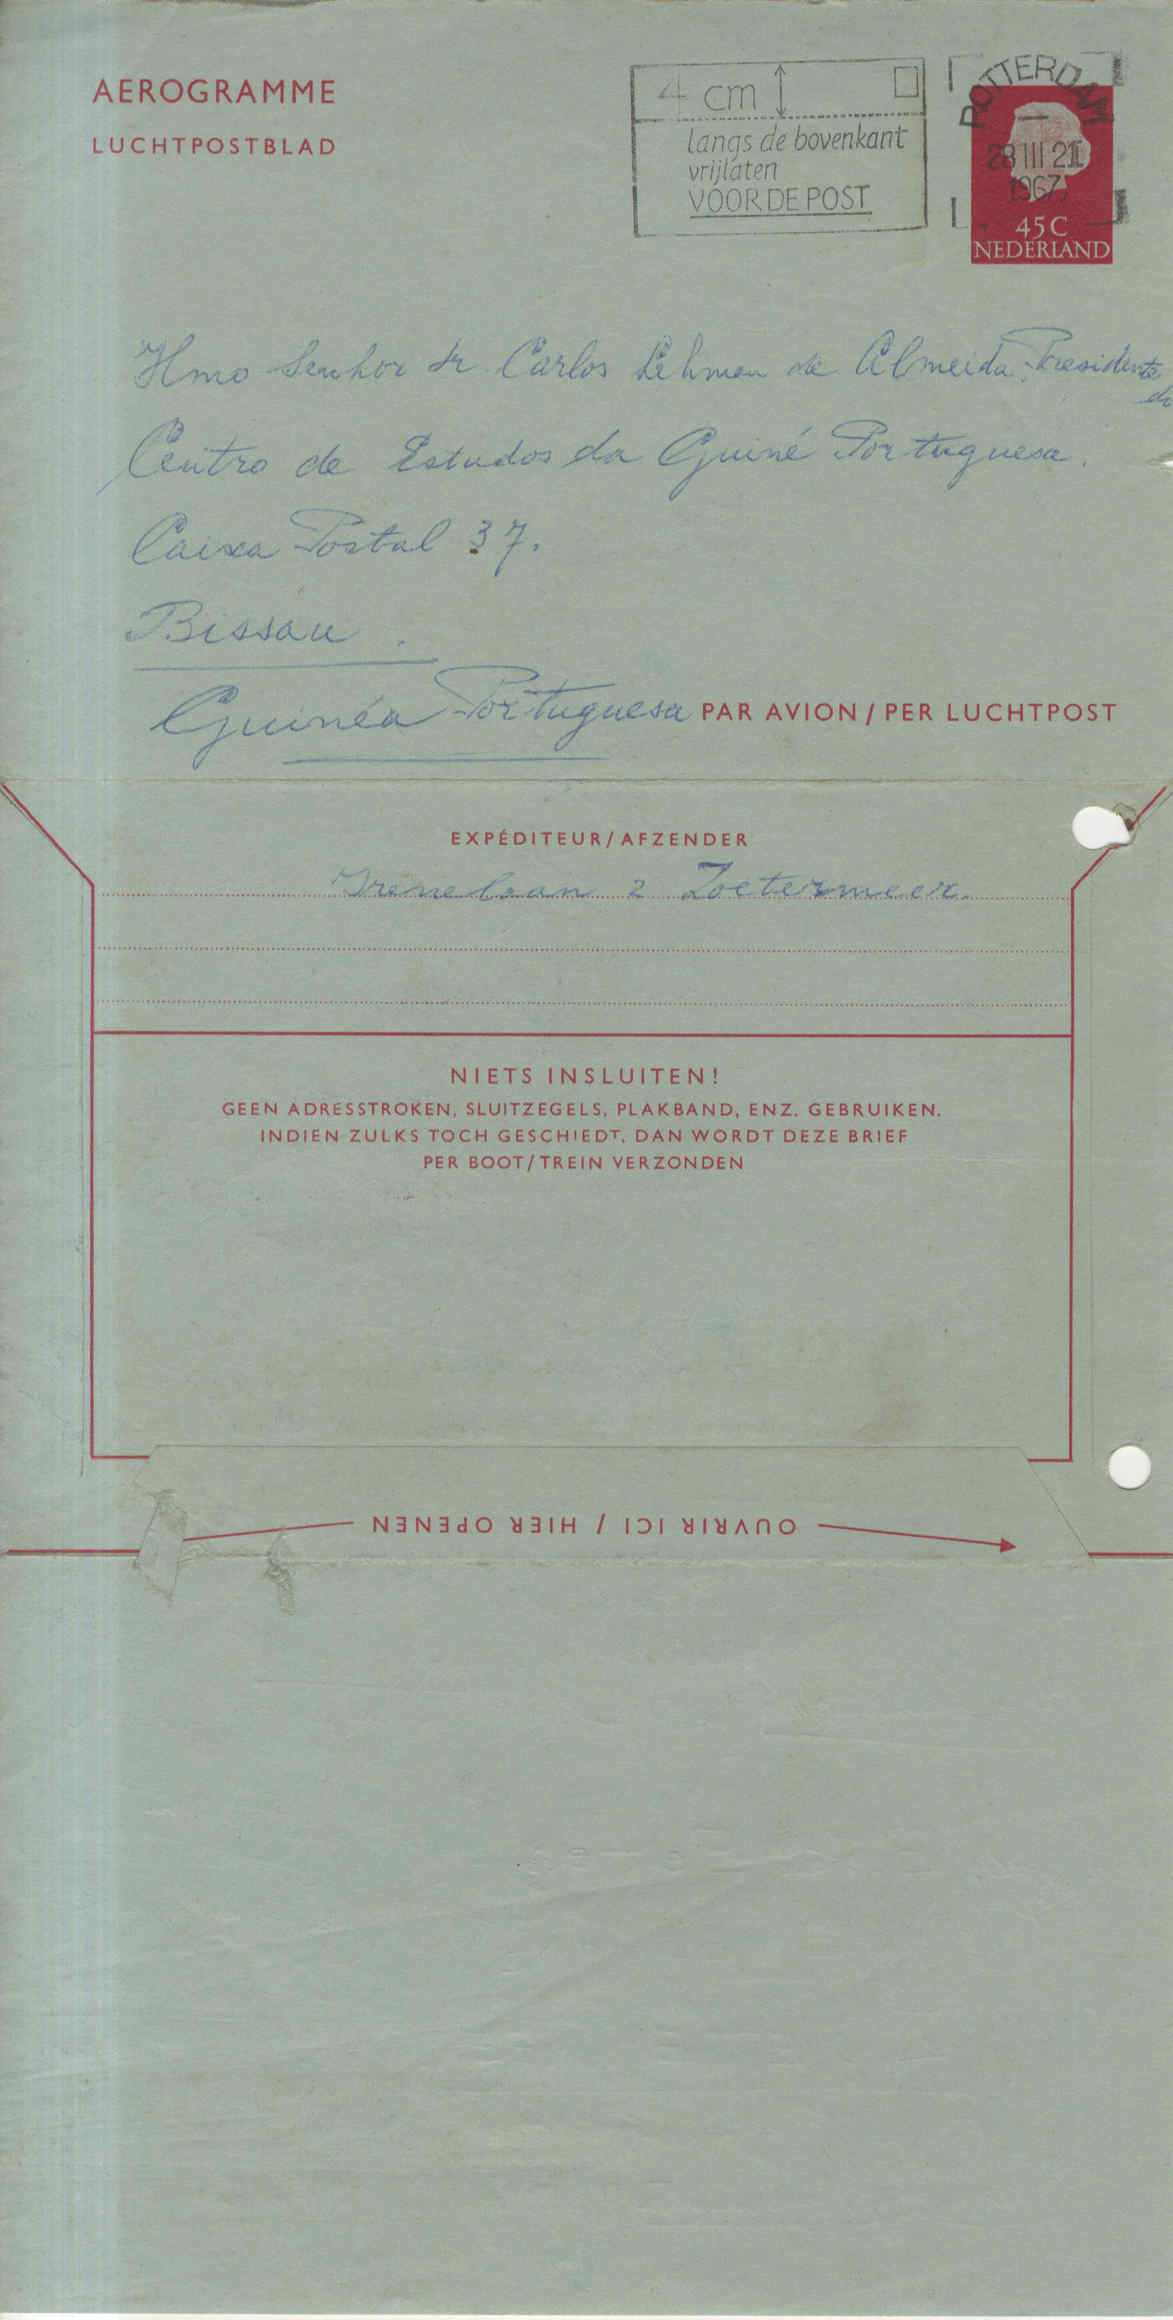 AEROGRAMME
LUCHTPOSTBLAD
4 cm
langs de bovenkant
vrijlaten
VOOR DE POST
ROTTERDAM
28 III 21
1967
45 C
NEDERLAND
Ilmo Senhor dr Carlos Lehmen de Almeida, Presidente
do
Centro de Estudos da Guiné Portuguesa.
Caixa Postal 37.
Bissau.
Guinéa Portuguesa
PAR AVION / PER LUCHTPOST
EXPÉDITEUR / AFZENDER
Irenelaan 2 Zoetermeer.
NIETS INSLUITEN!
GEEN ADRESSTROKEN, SLUITZEGELS, PLAKBAND, ENZ. GEBRUIKEN.
INDIEN ZULKS TOCH GESCHIEDT, DAN WORDT DEZE BRIEF
PER BOOT/TREIN VERZONDEN
OUVRIR ICI / HIER OPENEN